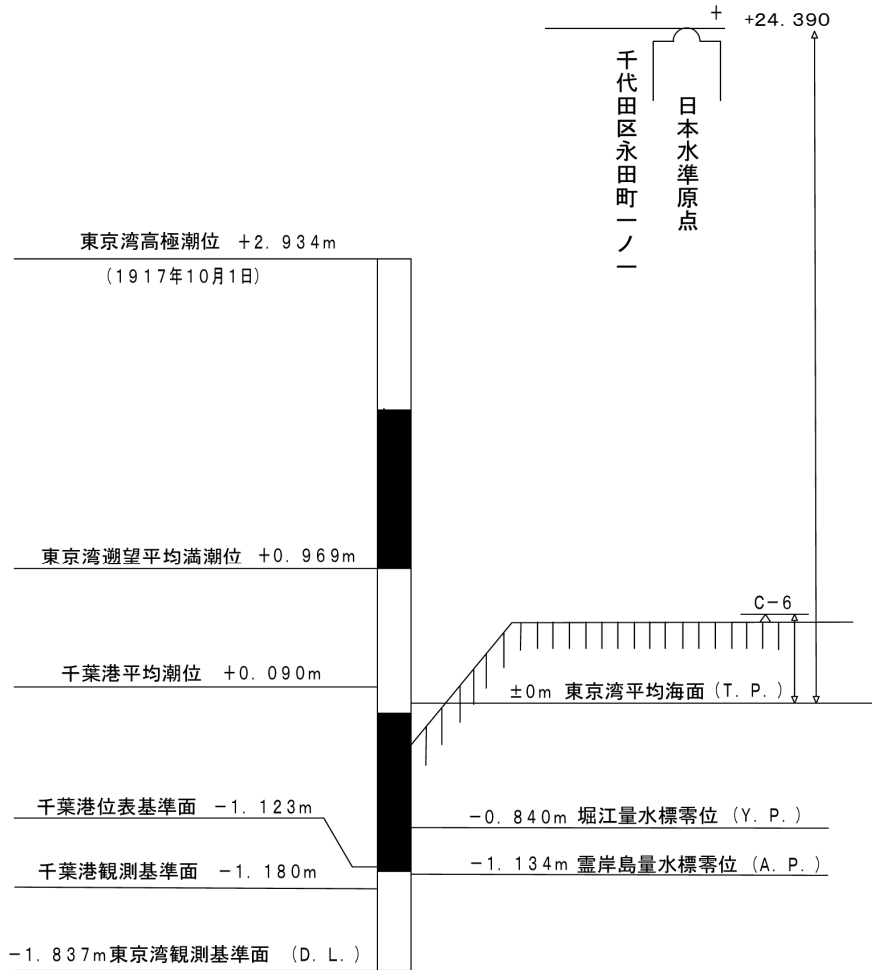 +
+24.390
千代田区永田町一ノ一
日本水準原点
東京湾高極潮位 +2.934m
(1917年10月1日)
東京湾遡望平均満潮位 +0.969m
C-6
千葉港平均潮位 +0.090m
±0m 東京湾平均海面(T.P.)
千葉港位表基準面 -1.123m
-0.840m 堀江量水標零位(Y.P.)
千葉港観測基準面 -1.180m
-1.134m 霊岸島量水標零位(A.P.)
-1.837m東京湾観測基準面 (D.L.)